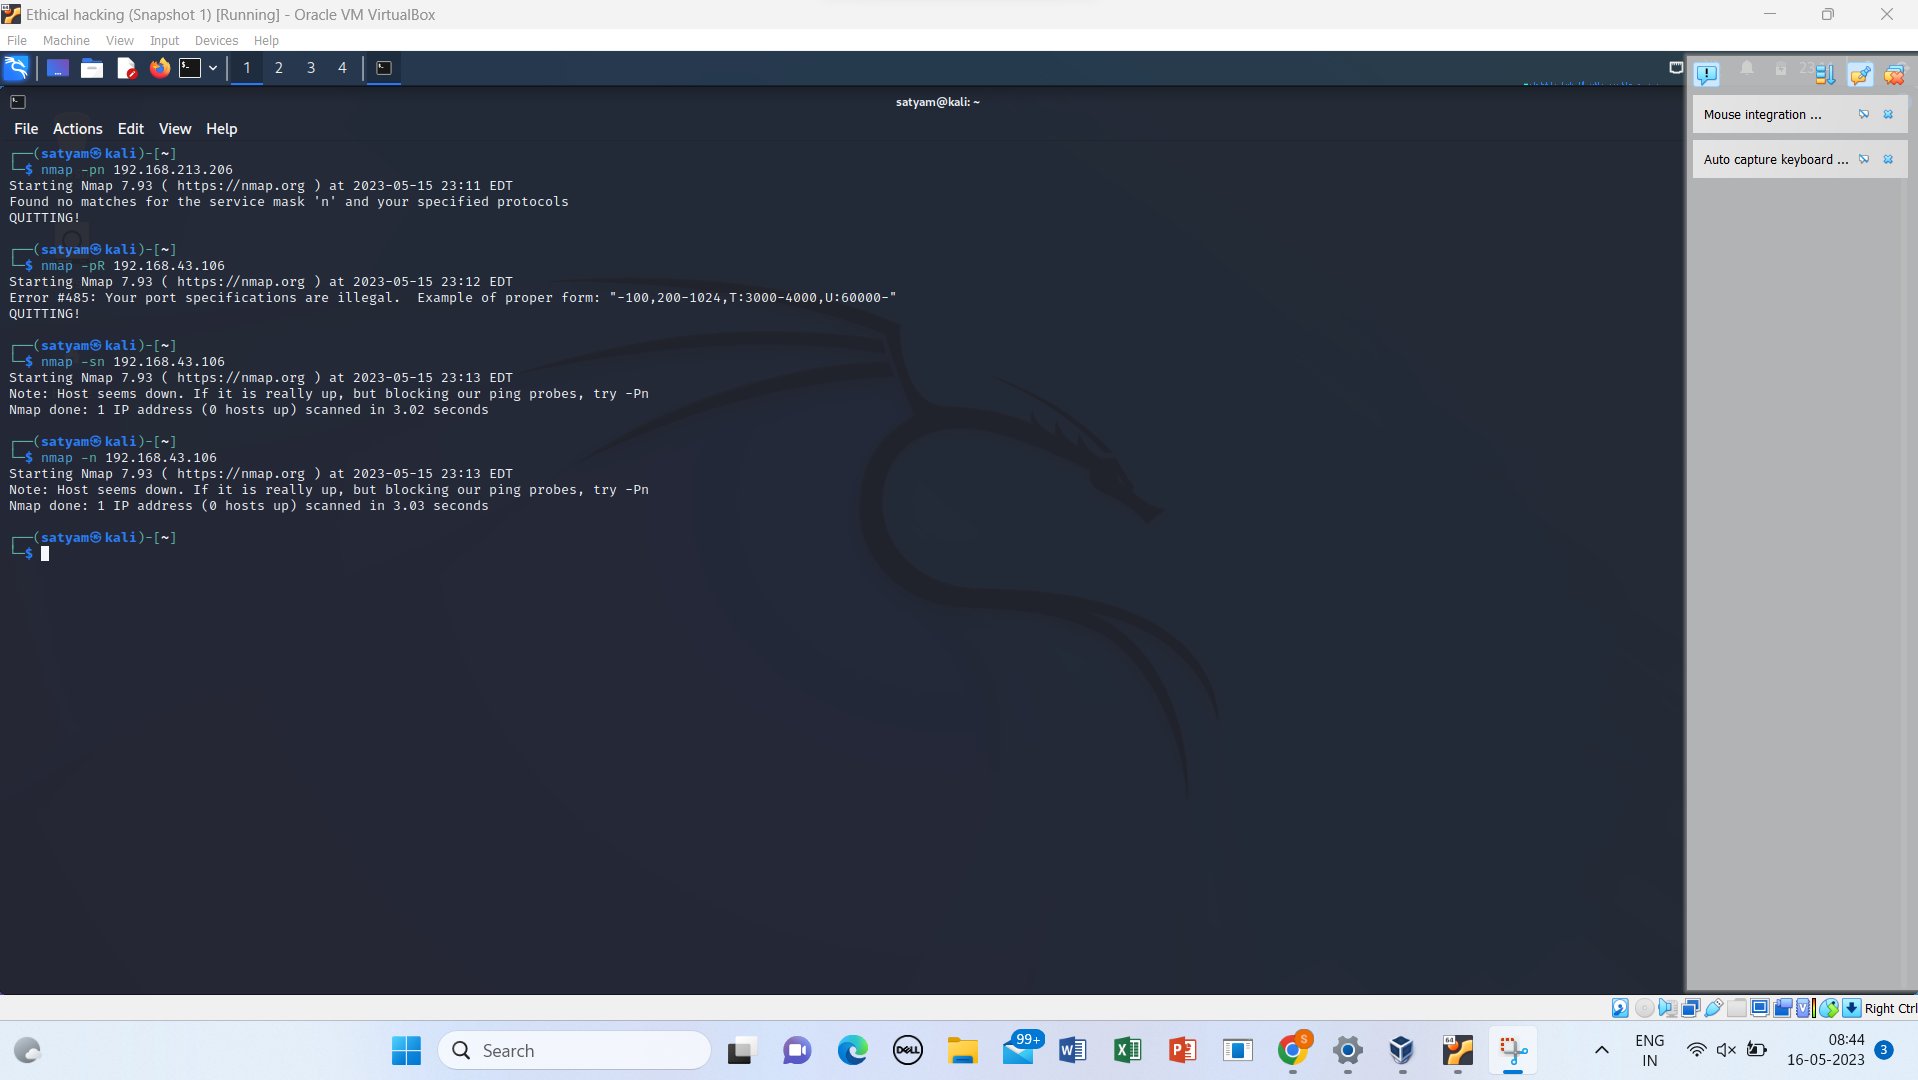 Ethical hacking (Snapshot 1) [Running] - Oracle VM VirtualBox
File Machine View Input Devices Help
1 2 3 4
satyam@kali: ~
File Actions Edit View Help
┌──(satyam㉿kali)-[~]
└─$ nmap -pn 192.168.213.206
Starting Nmap 7.93 ( https://nmap.org ) at 2023-05-15 23:11 EDT
Found no matches for the service mask 'n' and your specified protocols
QUITTING!
┌──(satyam㉿kali)-[~]
└─$ nmap -pR 192.168.43.106
Starting Nmap 7.93 ( https://nmap.org ) at 2023-05-15 23:12 EDT
Error #485: Your port specifications are illegal.  Example of proper form: "-100,200-1024,T:3000-4000,U:60000-"
QUITTING!
┌──(satyam㉿kali)-[~]
└─$ nmap -sn 192.168.43.106
Starting Nmap 7.93 ( https://nmap.org ) at 2023-05-15 23:13 EDT
Note: Host seems down. If it is really up, but blocking our ping probes, try -Pn
Nmap done: 1 IP address (0 hosts up) scanned in 3.02 seconds
┌──(satyam㉿kali)-[~]
└─$ nmap -n 192.168.43.106
Starting Nmap 7.93 ( https://nmap.org ) at 2023-05-15 23:13 EDT
Note: Host seems down. If it is really up, but blocking our ping probes, try -Pn
Nmap done: 1 IP address (0 hosts up) scanned in 3.03 seconds
┌──(satyam㉿kali)-[~]
└─$
Mouse integration ...
Auto capture keyboard ...
Right Ctrl
Search
DELL
99+
S
64
ENG
IN
08:44
16-05-2023
3